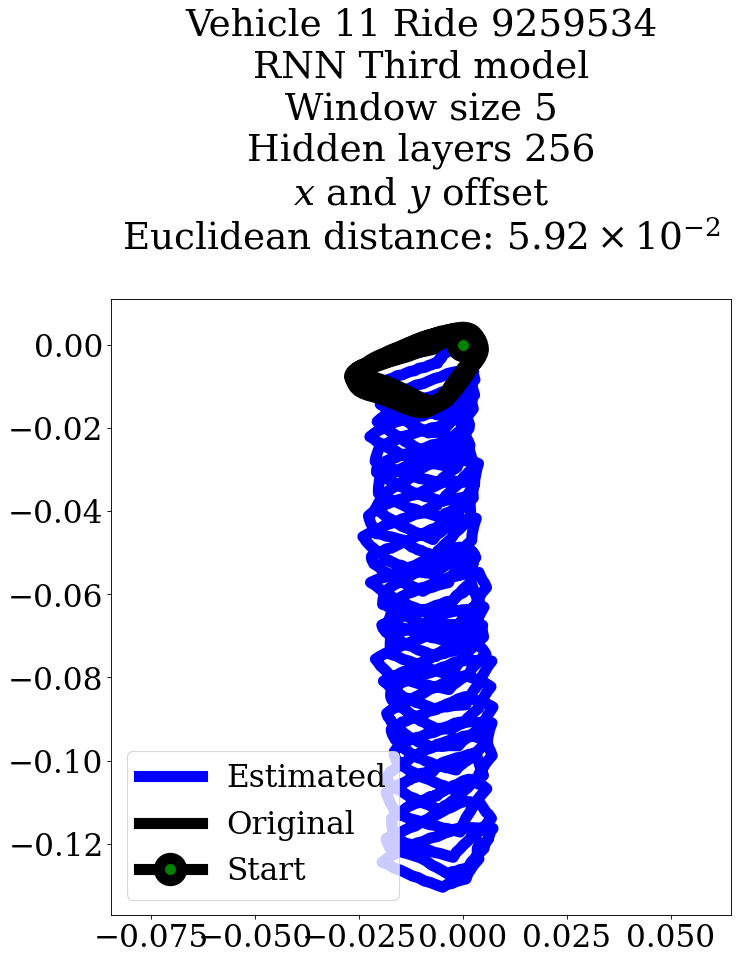 Vehicle 11 Ride 9259534
RNN Third model
Window size 5
Hidden layers 256
x and y offset
Euclidean distance: 5.92 × 10⁻²
0.00
−0.02
−0.04
−0.06
−0.08
−0.10
−0.12
Estimated
Original
Start
−0.075 −0.050 −0.025 0.000 0.025 0.050